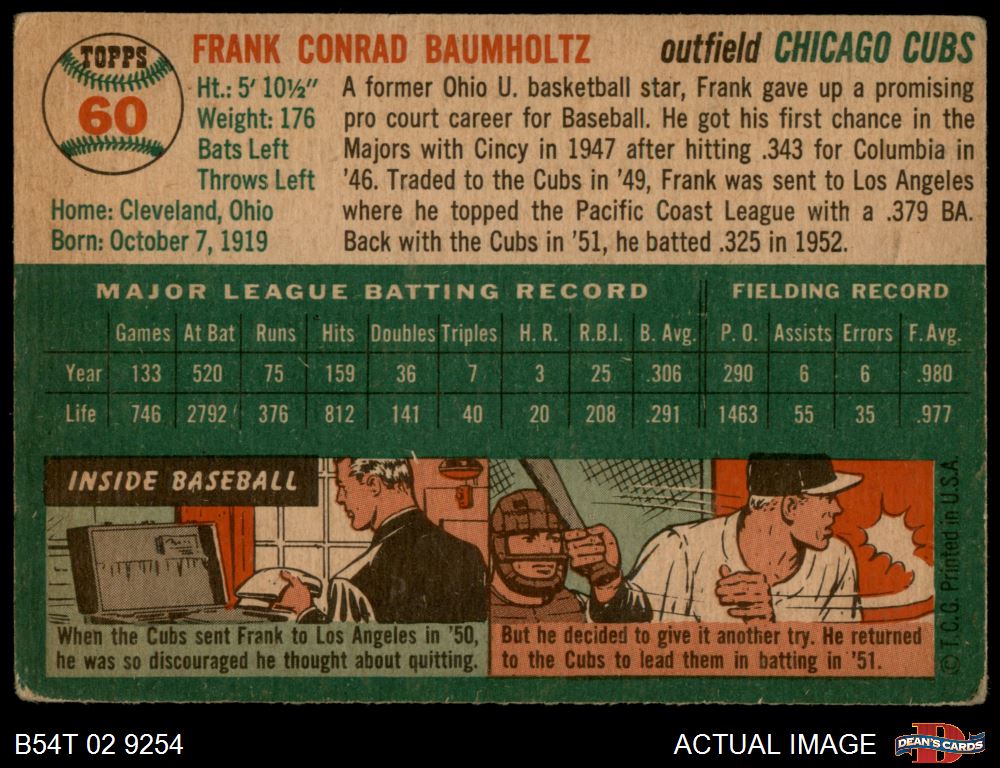 TOPPS
60
FRANK CONRAD BAUMHOLTZ outfield CHICAGO CUBS
Ht.: 5' 10½"
Weight: 176
Bats Left
Throws Left
Home: Cleveland, Ohio
Born: October 7, 1919
A former Ohio U. basketball star, Frank gave up a promising
pro court career for Baseball. He got his first chance in the
Majors with Cincy in 1947 after hitting .343 for Columbia in
'46. Traded to the Cubs in '49, Frank was sent to Los Angeles
where he topped the Pacific Coast League with a .379 BA.
Back with the Cubs in '51, he batted .325 in 1952.
MAJOR LEAGUE BATTING RECORD FIELDING RECORD
Games At Bat Runs Hits Doubles Triples H. R. R.B.I. B. Avg. P. O. Assists Errors F. Avg.
Year 133 520 75 159 36 7 3 25 .306 290 6 6 .980
Life 746 2792 376 812 141 40 20 208 .291 1463 55 35 .977
INSIDE BASEBALL
When the Cubs sent Frank to Los Angeles in '50,
he was so discouraged he thought about quitting.
But he decided to give it another try. He returned
to the Cubs to lead them in batting in '51.
© T.C.G. Printed in U.S.A.
B54T 02 9254
ACTUAL IMAGE
DEAN'S CARDS